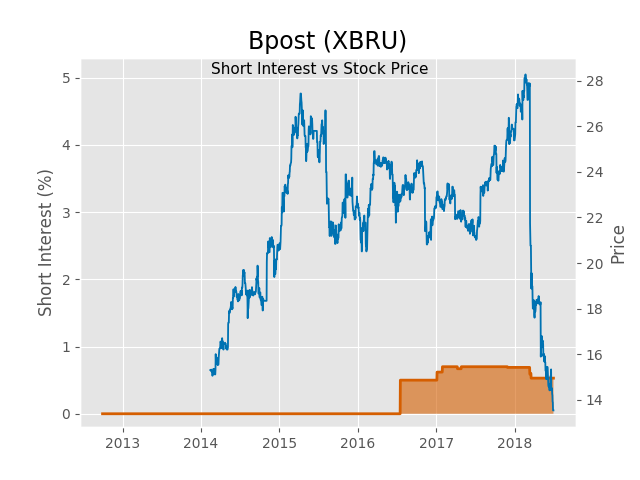 Bpost (XBRU)
Short Interest vs Stock Price
Short Interest (%)
5
4
3
2
1
0
28
26
24
22
20
18
16
14
Price
2013 2014 2015 2016 2017 2018